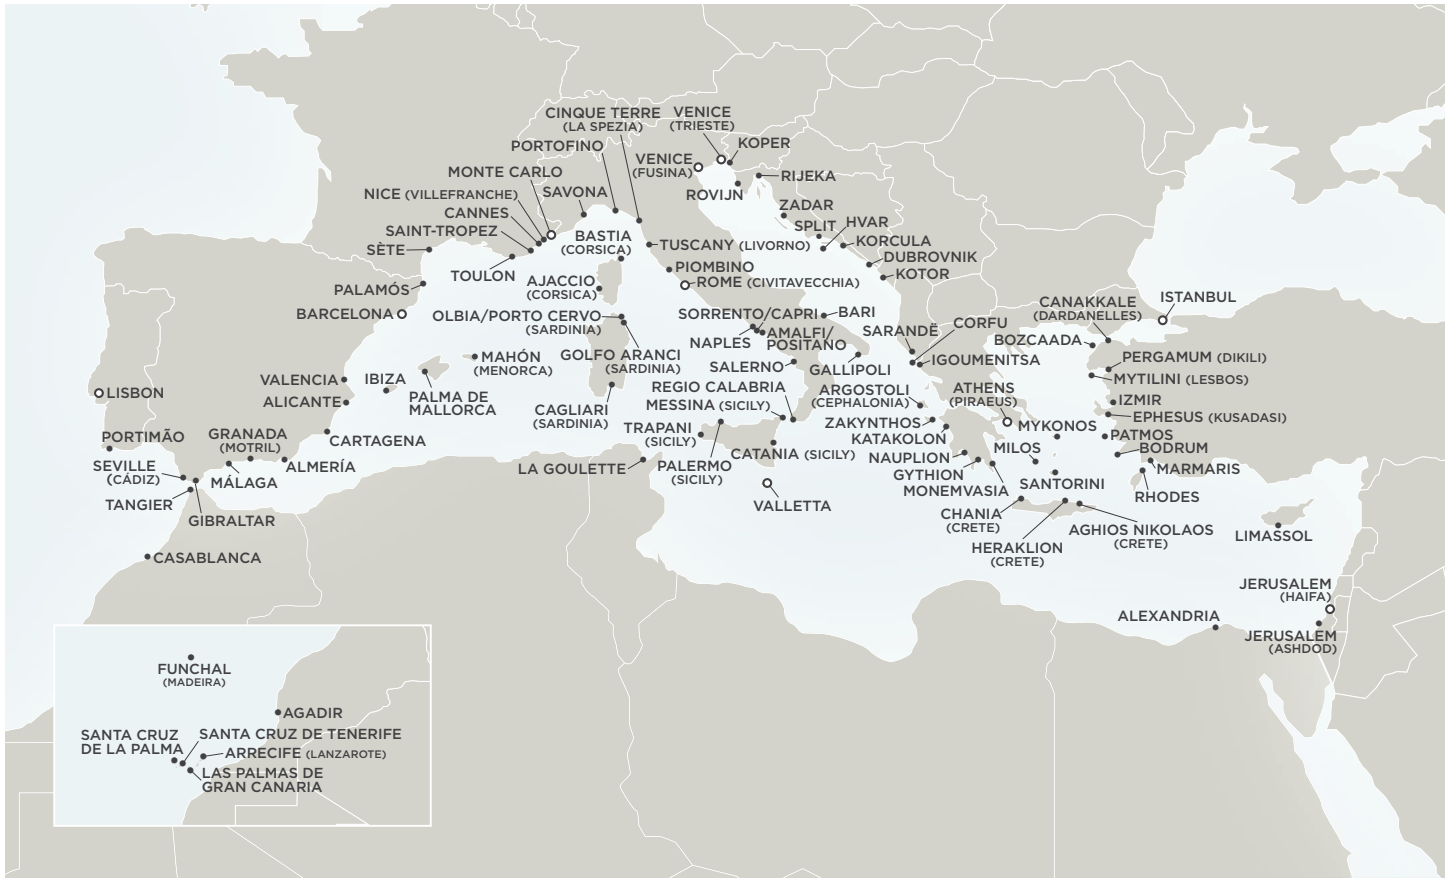 CINQUE TERRE
(LA SPEZIA)
VENICE
(TRIESTE)
KOPER
PORTOFINO
VENICE
(FUSINA)
MONTE CARLO
RIJEKA
NICE (VILLEFRANCHE)
SAVONA
ROVIJN
CANNES
ZADAR
SAINT-TROPEZ
SPLIT
HVAR
SÈTE
BASTIA
(CORSICA)
TUSCANY (LIVORNO)
KORCULA
DUBROVNIK
TOULON
PIOMBINO
KOTOR
PALAMÓS
AJACCIO
(CORSICA)
ROME (CIVITAVECCHIA)
BARCELONA
OLBIA/PORTO CERVO
(SARDINIA)
SORRENTO/CAPRI
BARI
CANAKKALE
(DARDANELLES)
ISTANBUL
NAPLES
AMALFI/
POSITANO
SARANDË
CORFU
BOZCAADA
MAHÓN
(MENORCA)
GOLFO ARANCI
(SARDINIA)
SALERNO
GALLIPOLI
IGOUMENITSA
PERGAMUM (DIKILI)
VALENCIA
IBIZA
MYTILINI (LESBOS)
LISBON
ALICANTE
PALMA DE
MALLORCA
REGIO CALABRIA
ARGOSTOLI
(CEPHALONIA)
ATHENS
(PIRAEUS)
IZMIR
CAGLIARI
(SARDINIA)
MESSINA (SICILY)
EPHESUS (KUSADASI)
PORTIMÃO
GRANADA
(MOTRIL)
CARTAGENA
TRAPANI
(SICILY)
ZAKYNTHOS
MYKONOS
PATMOS
KATAKOLON
BODRUM
SEVILLE
(CÁDIZ)
MÁLAGA
ALMERÍA
LA GOULETTE
PALERMO
(SICILY)
CATANIA (SICILY)
NAUPLION
MILOS
MARMARIS
GYTHION
TANGIER
SANTORINI
MONEMVASIA
RHODES
GIBRALTAR
VALLETTA
CHANIA
(CRETE)
AGHIOS NIKOLAOS
(CRETE)
LIMASSOL
HERAKLION
(CRETE)
CASABLANCA
JERUSALEM
(HAIFA)
ALEXANDRIA
JERUSALEM
(ASHDOD)
FUNCHAL
(MADEIRA)
AGADIR
SANTA CRUZ
DE LA PALMA
SANTA CRUZ DE TENERIFE
ARRECIFE (LANZAROTE)
LAS PALMAS DE
GRAN CANARIA